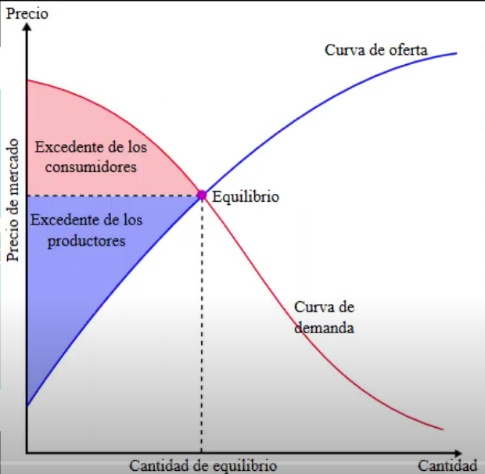 Precio
Curva de oferta
Excedente de los
consumidores
Precio de mercado
Equilibrio
Excedente de los
productores
Curva de
demanda
Cantidad de equilibrio
Cantidad